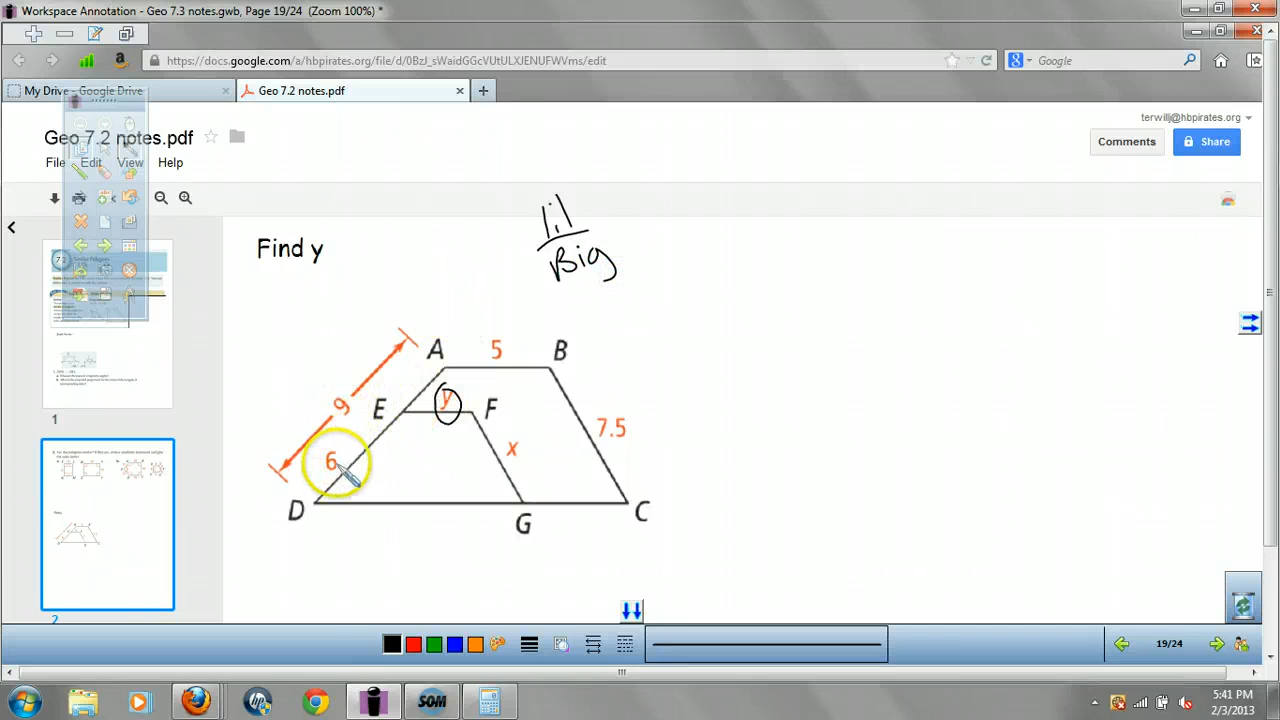 Workspace Annotation - Geo 7.3 notes.gwb, Page 19/24 (Zoom 100%) *
https://docs.google.com/a/hbpirates.org/file/d/0BzJ_sWaidGGcVUtULXJENUFWVms/edit
Google
My Drive - Google Drive
Geo 7.2 notes.pdf
terwillj@hbpirates.org
Geo 7.2 notes.pdf
Comments
Share
File Edit View Help
lil
Big
Find y
A 5 B
9 E y F
6 x 7.5
D G C
1
2
19/24
SOM
5:41 PM
2/3/2013